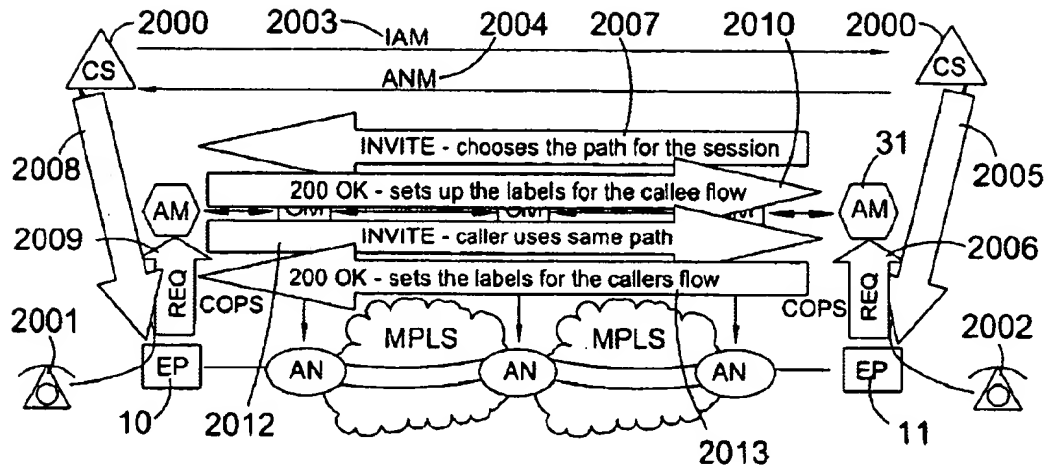 2000 2003 IAM 2004 2007 2010 2000
CS ANM CS
INVITE - chooses the path for the session 31
2008 2005
200 OK - sets up the labels for the callee flow
AM AM
2009 INVITE - caller uses same path 2006
REQ COPS 200 OK - sets the labels for the callers flow COPS REQ
2001 MPLS MPLS 2002
EP AN AN AN EP
10 2012 2013 11